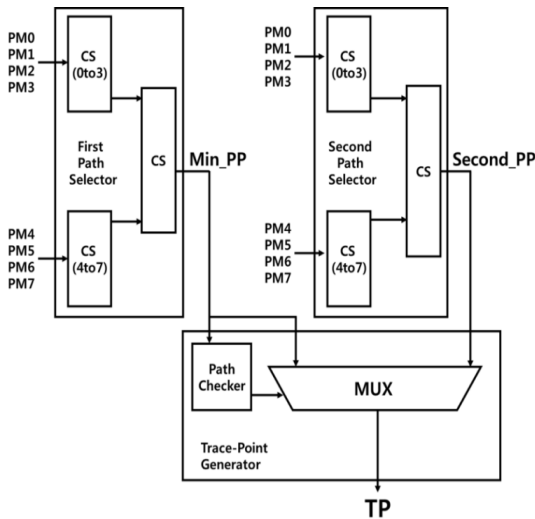 PM0
PM1
PM2
PM3
CS
(0to3)
First
Path
Selector
CS
Min_PP
PM4
PM5
PM6
PM7
CS
(4to7)
PM0
PM1
PM2
PM3
CS
(0to3)
Second
Path
Selector
CS
Second_PP
PM4
PM5
PM6
PM7
CS
(4to7)
Path
Checker
MUX
Trace-Point
Generator
TP